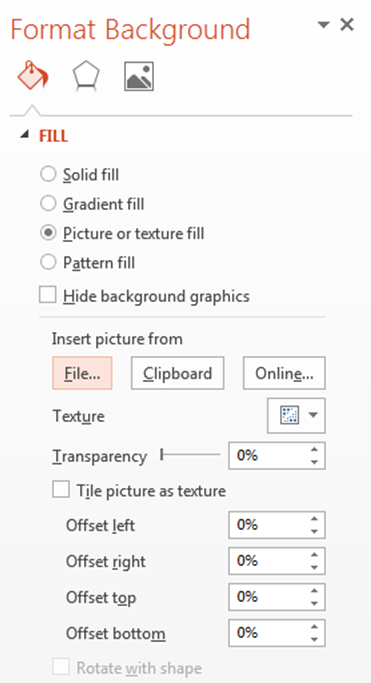 Format Background
FILL
Solid fill
Gradient fill
Picture or texture fill
Pattern fill
Hide background graphics
Insert picture from
File... Clipboard Online...
Texture
Transparency 0%
Tile picture as texture
Offset left 0%
Offset right 0%
Offset top 0%
Offset bottom 0%
Rotate with shape